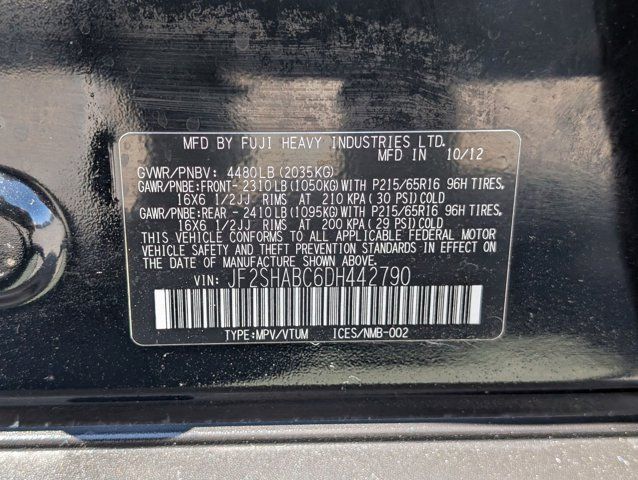 MFD BY FUJI HEAVY INDUSTRIES LTD.
MFD IN 10/12
GVWR/PNBV: 4480LB (2035KG)
GAWR/PNBE:FRONT- 2310LB (1050KG) WITH P215/65R16 96H TIRES,
16X6 1/2JJ RIMS AT 210 KPA ( 30 PSI) COLD
GAWR/PNBE:REAR - 2410LB (1095KG) WITH P215/65R16 96H TIRES,
16X6 1/2JJ RIMS AT 200 KPA (29 PSI) COLD
THIS VEHICLE CONFORMS TO ALL APPLICABLE FEDERAL MOTOR
VEHICLE SAFETY AND THEFT PREVENTION STANDARDS IN EFFECT ON
THE DATE OF MANUFACTURE SHOWN ABOVE.
VIN: JF2SHABC6DH442790
TYPE:MPV/VTUM ICES/NMB-002